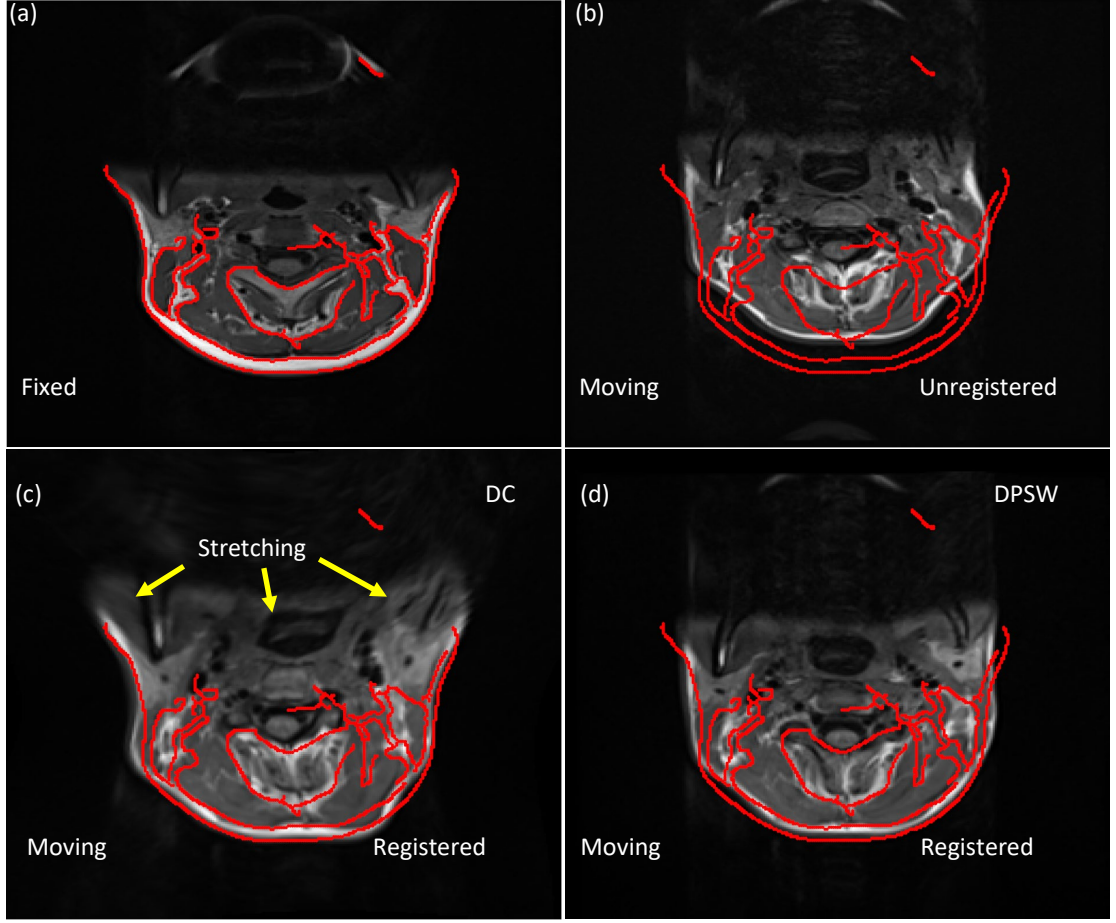 (a)
(b)
Fixed
Moving
Unregistered
(c)
DC
(d)
DPSW
Stretching
Moving
Registered
Moving
Registered